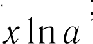 x ln a ;